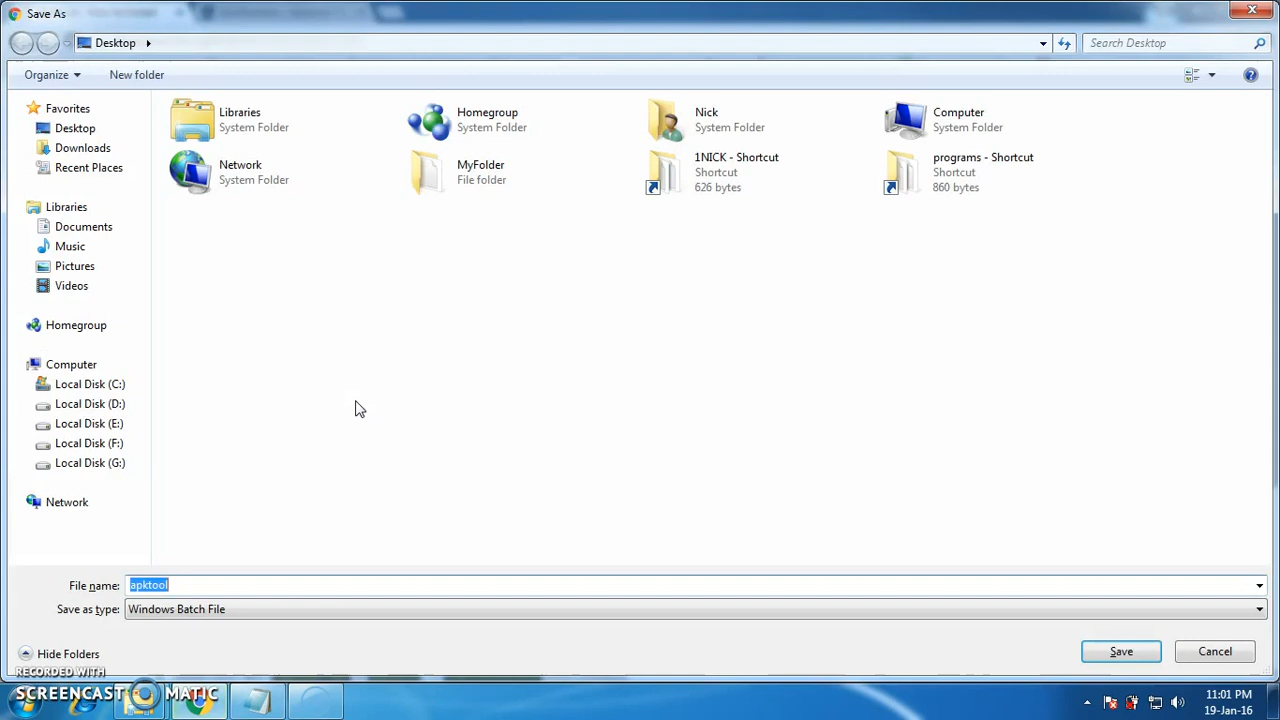 Save As
Desktop
Search Desktop
Organize
New folder
Favorites
Desktop
Downloads
Recent Places
Libraries
Documents
Music
Pictures
Videos
Homegroup
Computer
Local Disk (C:)
Local Disk (D:)
Local Disk (E:)
Local Disk (F:)
Local Disk (G:)
Network
Libraries
System Folder
Homegroup
System Folder
Nick
System Folder
Computer
System Folder
Network
System Folder
MyFolder
File folder
1NICK - Shortcut
Shortcut
626 bytes
programs - Shortcut
Shortcut
860 bytes
File name: apktool
Save as type: Windows Batch File
Hide Folders
Save
Cancel
RECORDED WITH
SCREENCAST MATIC
11:01 PM
19-Jan-16